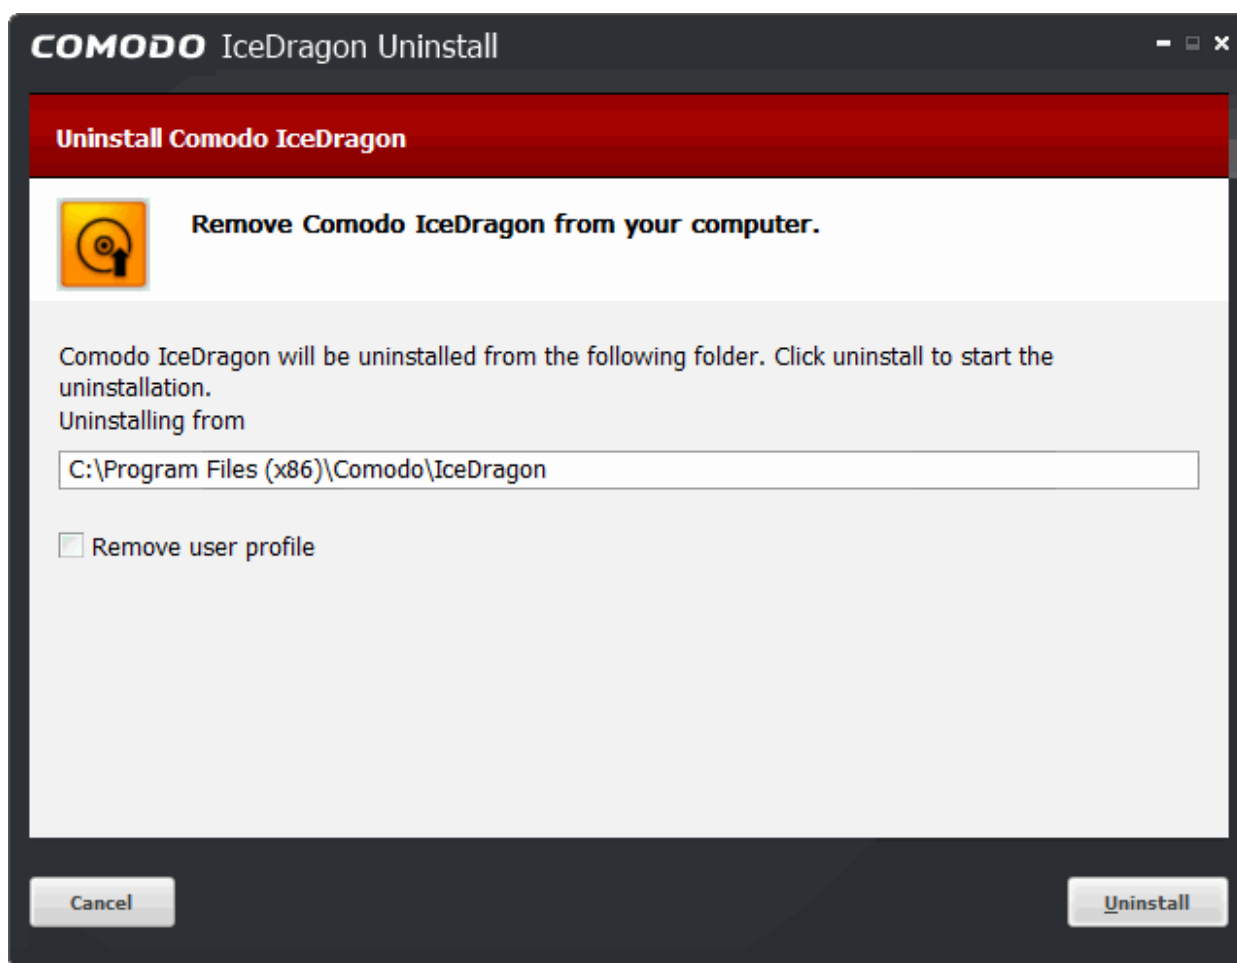 COMODO IceDragon Uninstall
Uninstall Comodo IceDragon
Remove Comodo IceDragon from your computer.
Comodo IceDragon will be uninstalled from the following folder. Click uninstall to start the
uninstallation.
Uninstalling from
C:\Program Files (x86)\Comodo\IceDragon
Remove user profile
Cancel
Uninstall